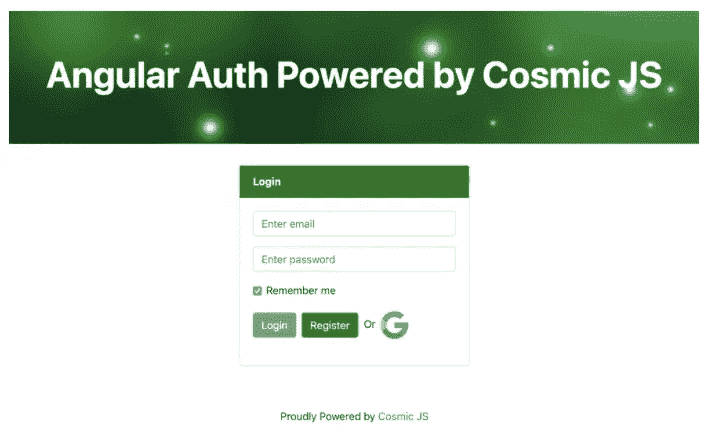 Angular Auth Powered by Cosmic JS
Login
Enter email
Enter password
Remember me
Login Register Or G
Proudly Powered by Cosmic JS